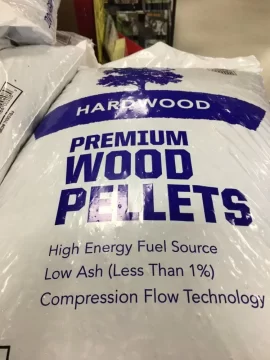 HARDWOOD
PREMIUM
WOOD
PELLETS
High Energy Fuel Source
Low Ash (Less Than 1%)
Compression Flow Technology